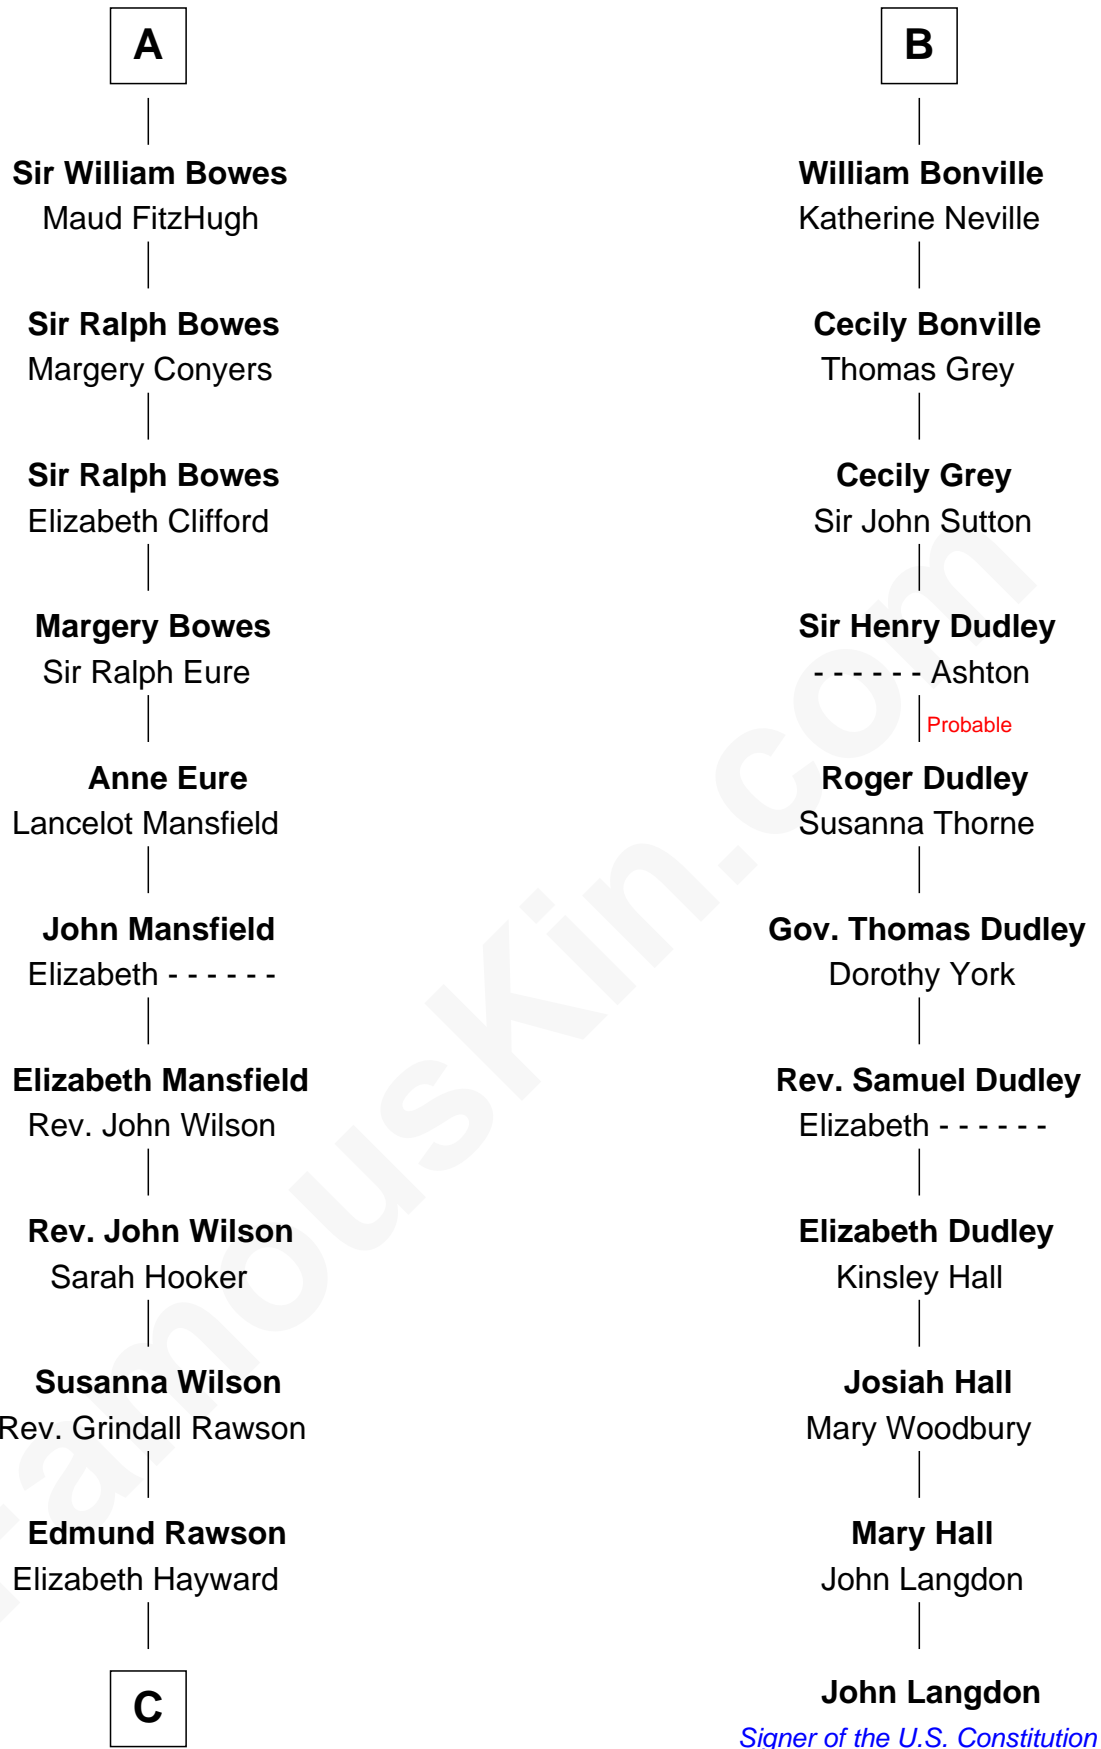 A
Sir William Bowes
Maud FitzHugh
Sir Ralph Bowes
Margery Conyers
Sir Ralph Bowes
Elizabeth Clifford
Margery Bowes
Sir Ralph Eure
Anne Eure
Lancelot Mansfield
John Mansfield
Elizabeth - - - - - -
Elizabeth Mansfield
Rev. John Wilson
Rev. John Wilson
Sarah Hooker
Susanna Wilson
Rev. Grindall Rawson
Edmund Rawson
Elizabeth Hayward
C
B
William Bonville
Katherine Neville
Cecily Bonville
Thomas Grey
Cecily Grey
Sir John Sutton
Sir Henry Dudley
- - - - - - Ashton
Probable
Roger Dudley
Susanna Thorne
Gov. Thomas Dudley
Dorothy York
Rev. Samuel Dudley
Elizabeth - - - - - -
Elizabeth Dudley
Kinsley Hall
Josiah Hall
Mary Woodbury
Mary Hall
John Langdon
John Langdon
Signer of the U.S. Constitution
FamousKin.com